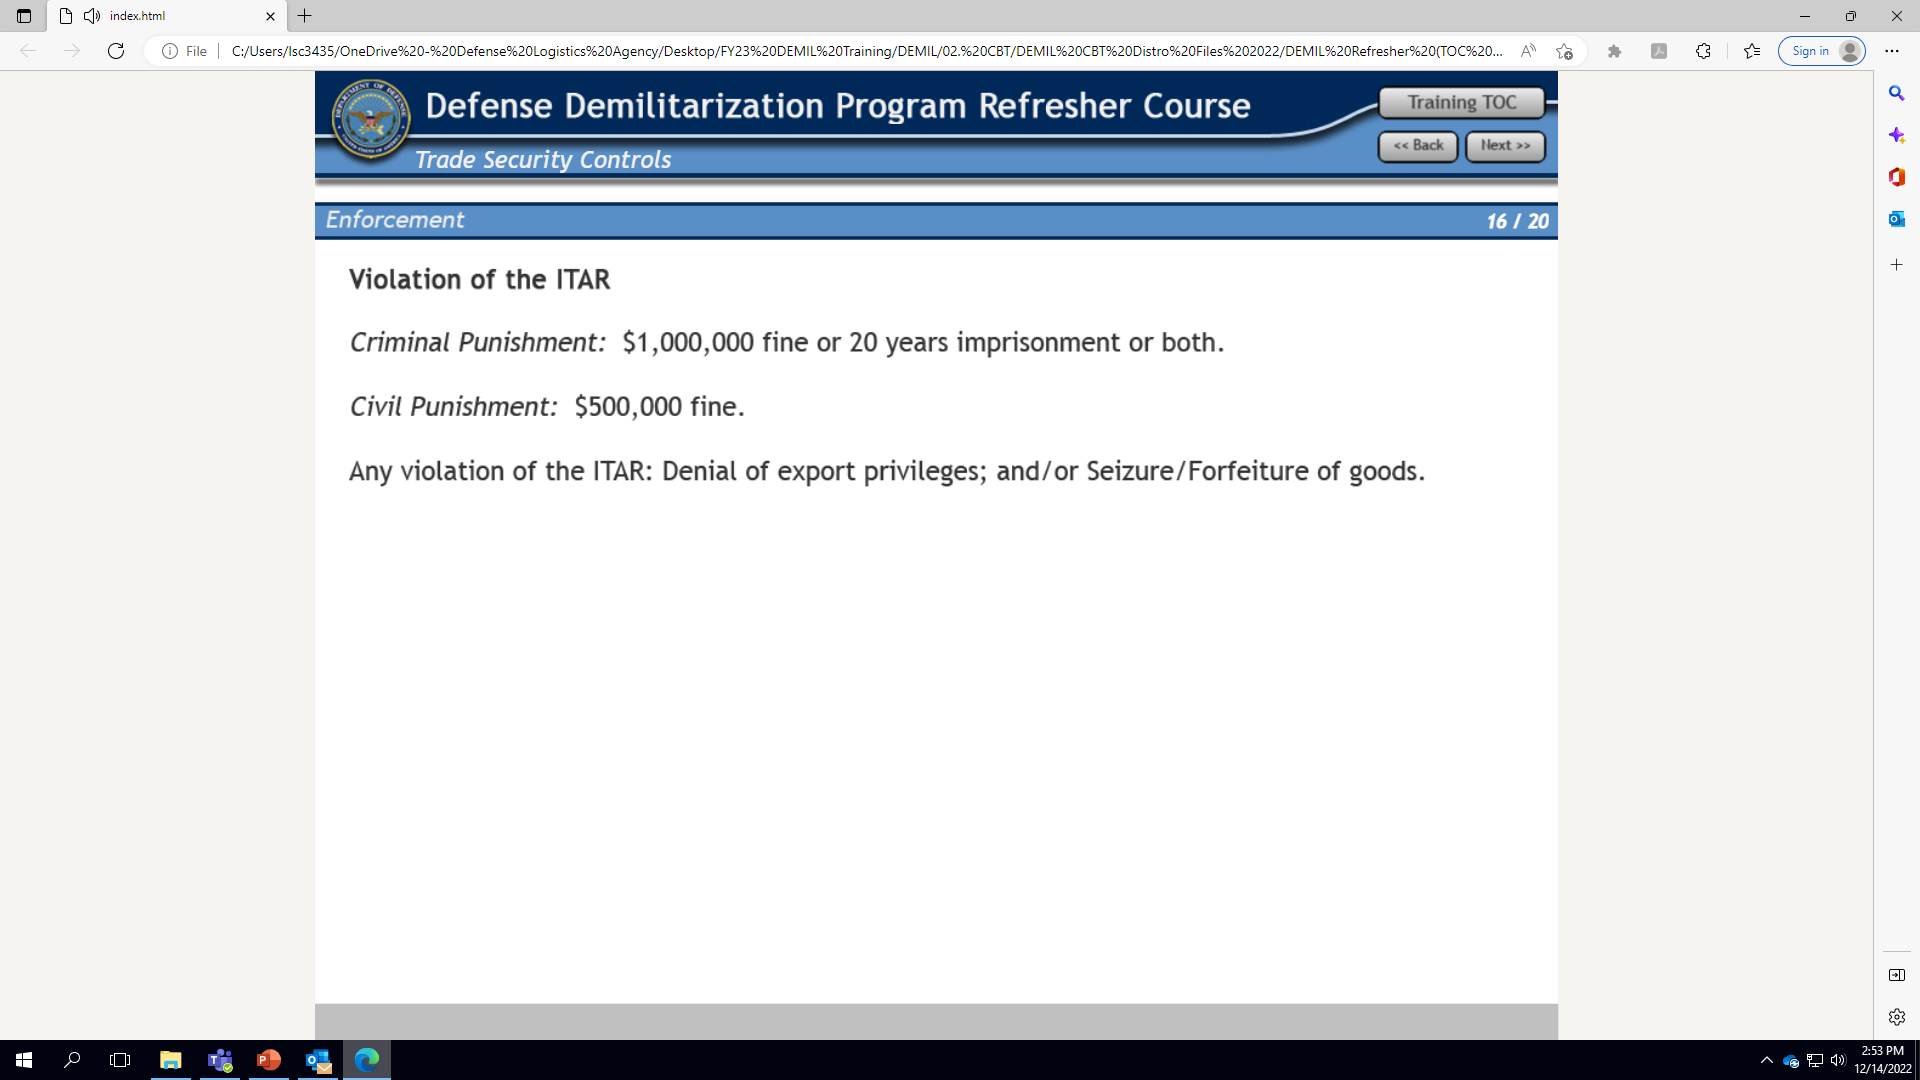 index.html
File
C:/Users/lsc3435/OneDrive%20-%20Defense%20Logistics%20Agency/Desktop/FY23%20DEMIL%20Training/DEMIL/02.%20CBT/DEMIL%20CBT%20Distro%20Files%202022/DEMIL%20Refresher%20(TOC%20...
Sign in
Defense Demilitarization Program Refresher Course
Training TOC
<< Back
Next >>
Trade Security Controls
Enforcement
16 / 20
Violation of the ITAR
Criminal Punishment: $1,000,000 fine or 20 years imprisonment or both.
Civil Punishment: $500,000 fine.
Any violation of the ITAR: Denial of export privileges; and/or Seizure/Forfeiture of goods.
2:53 PM
12/14/2022